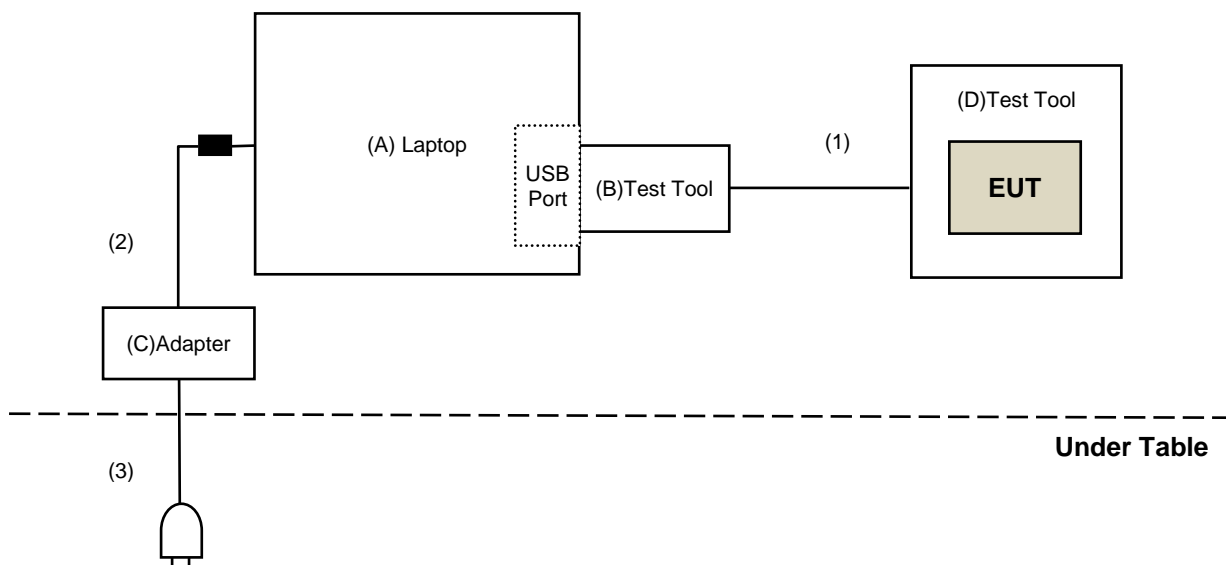 (D)Test Tool
(A) Laptop
(1)
USB
Port
(B)Test Tool
EUT
(2)
(C)Adapter
Under Table
(3)